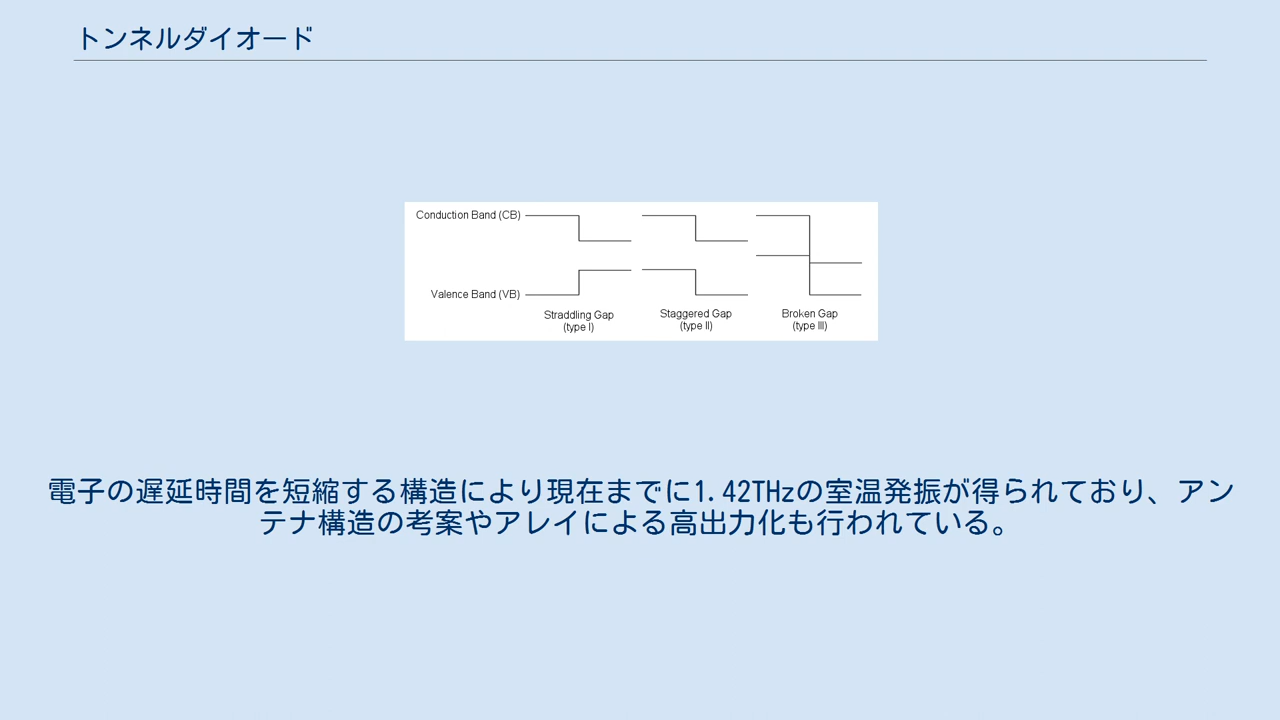 トンネルダイオード
Conduction Band (CB)
Valence Band (VB)
Straddling Gap
(type I)
Staggered Gap
(type II)
Broken Gap
(type III)
電子の遅延時間を短縮する構造により現在までに1.42THzの室温発振が得られており、アン
テナ構造の考案やアレイによる高出力化も行われている。